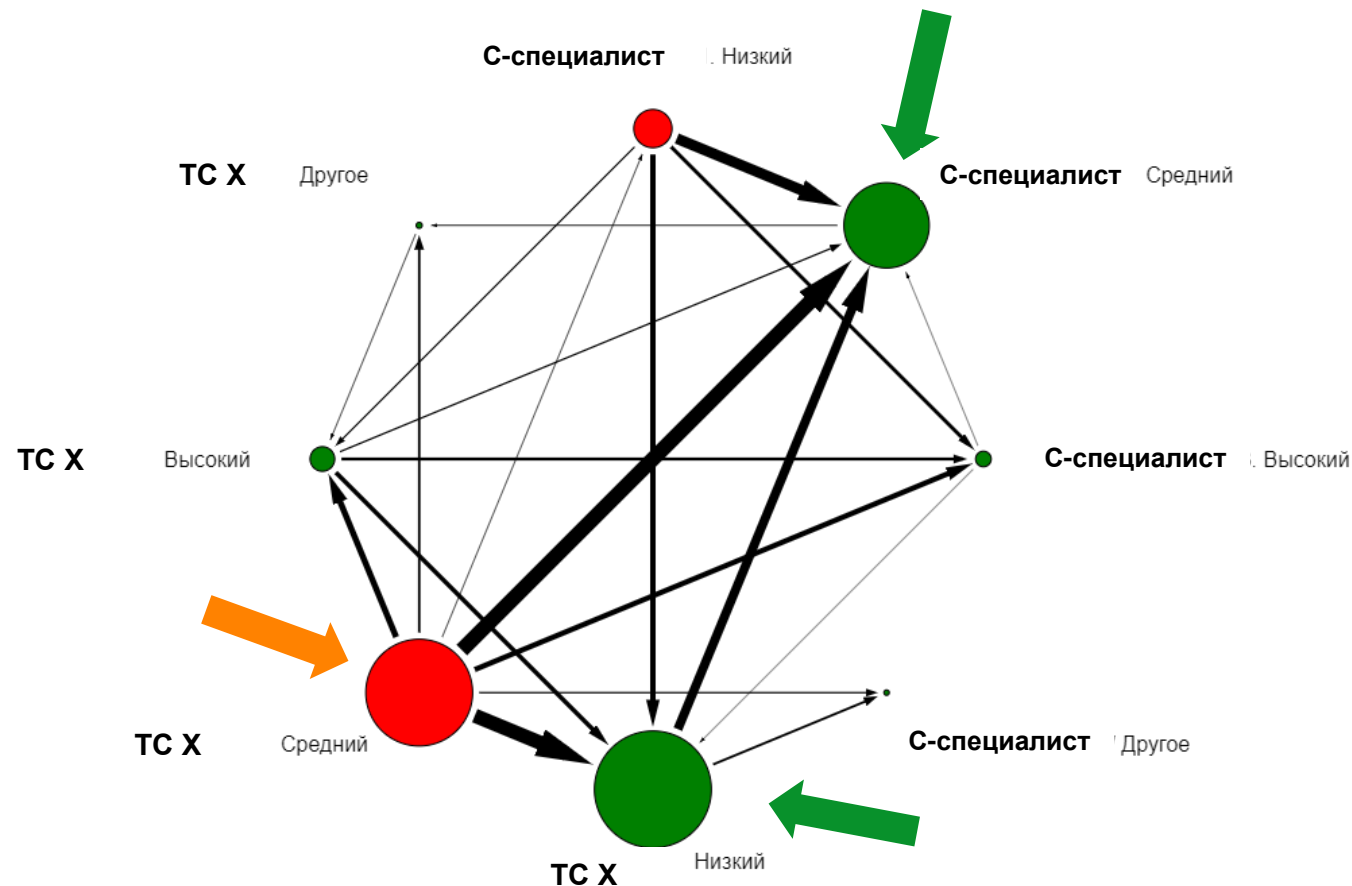 С-специалист . Низкий
ТС X Другое
С-специалист Средний
ТС X Высокий
С-специалист . Высокий
ТС X Средний
С-специалист Другое
ТС X Низкий